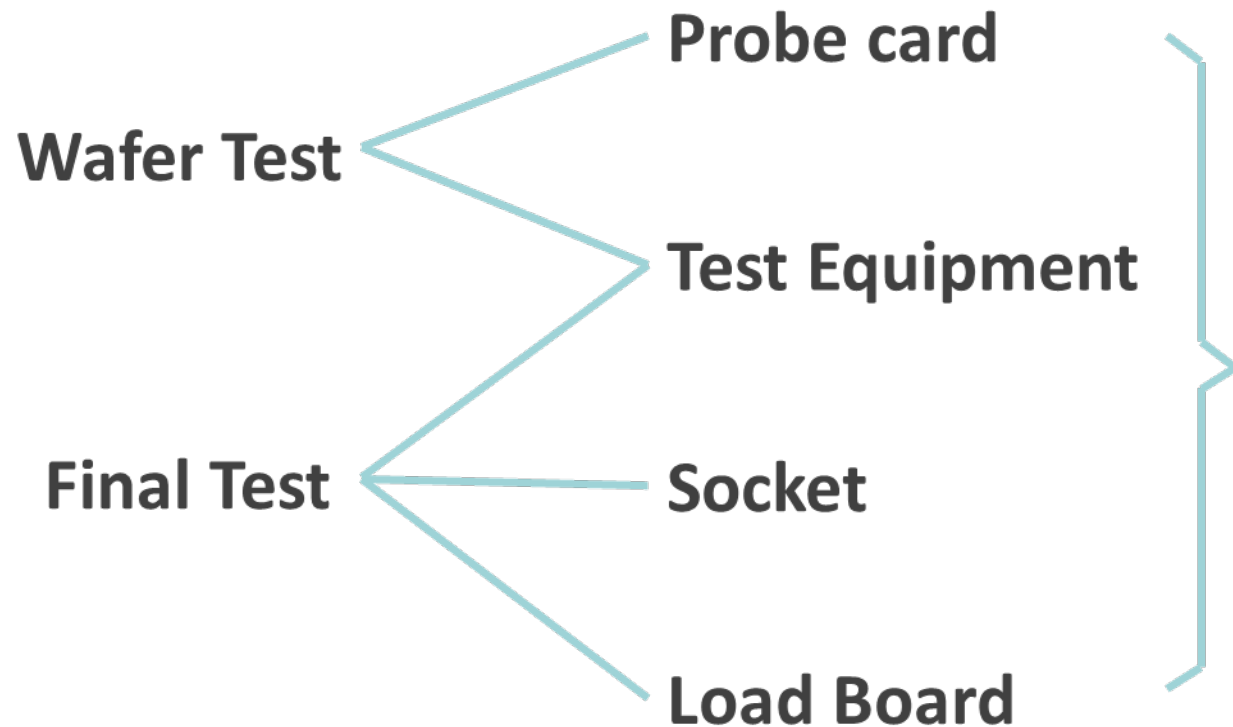 Probe card
Wafer Test
Test Equipment
Final Test
Socket
Load Board